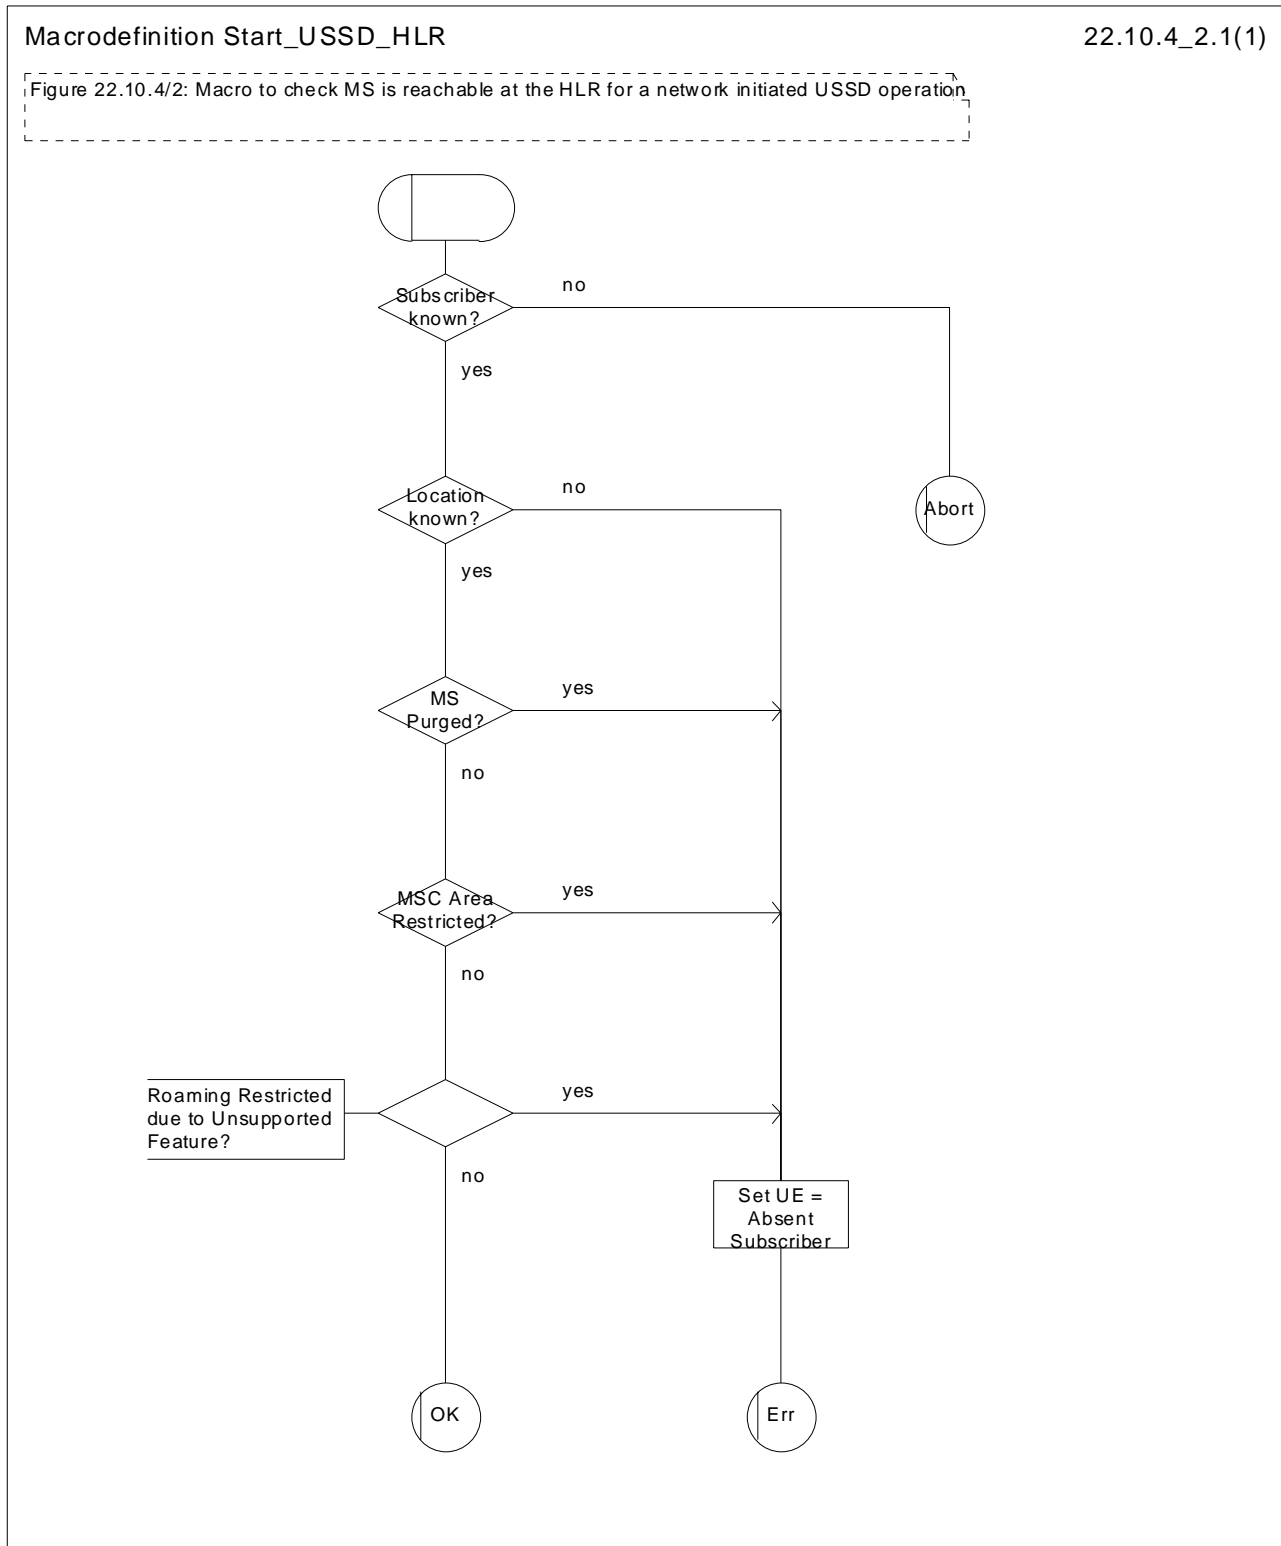 Macrodefinition Start_USSD_HLR
22.10.4_2.1(1)
Figure 22.10.4/2: Macro to check MS is reachable at the HLR for a network initiated USSD operation
Subscriber
known?
no
yes
Location
known?
no
Abort
yes
MS
Purged?
yes
no
MSC Area
Restricted?
yes
no
Roaming Restricted
due to Unsupported
Feature?
yes
no
Set UE =
Absent
Subscriber
OK
Err